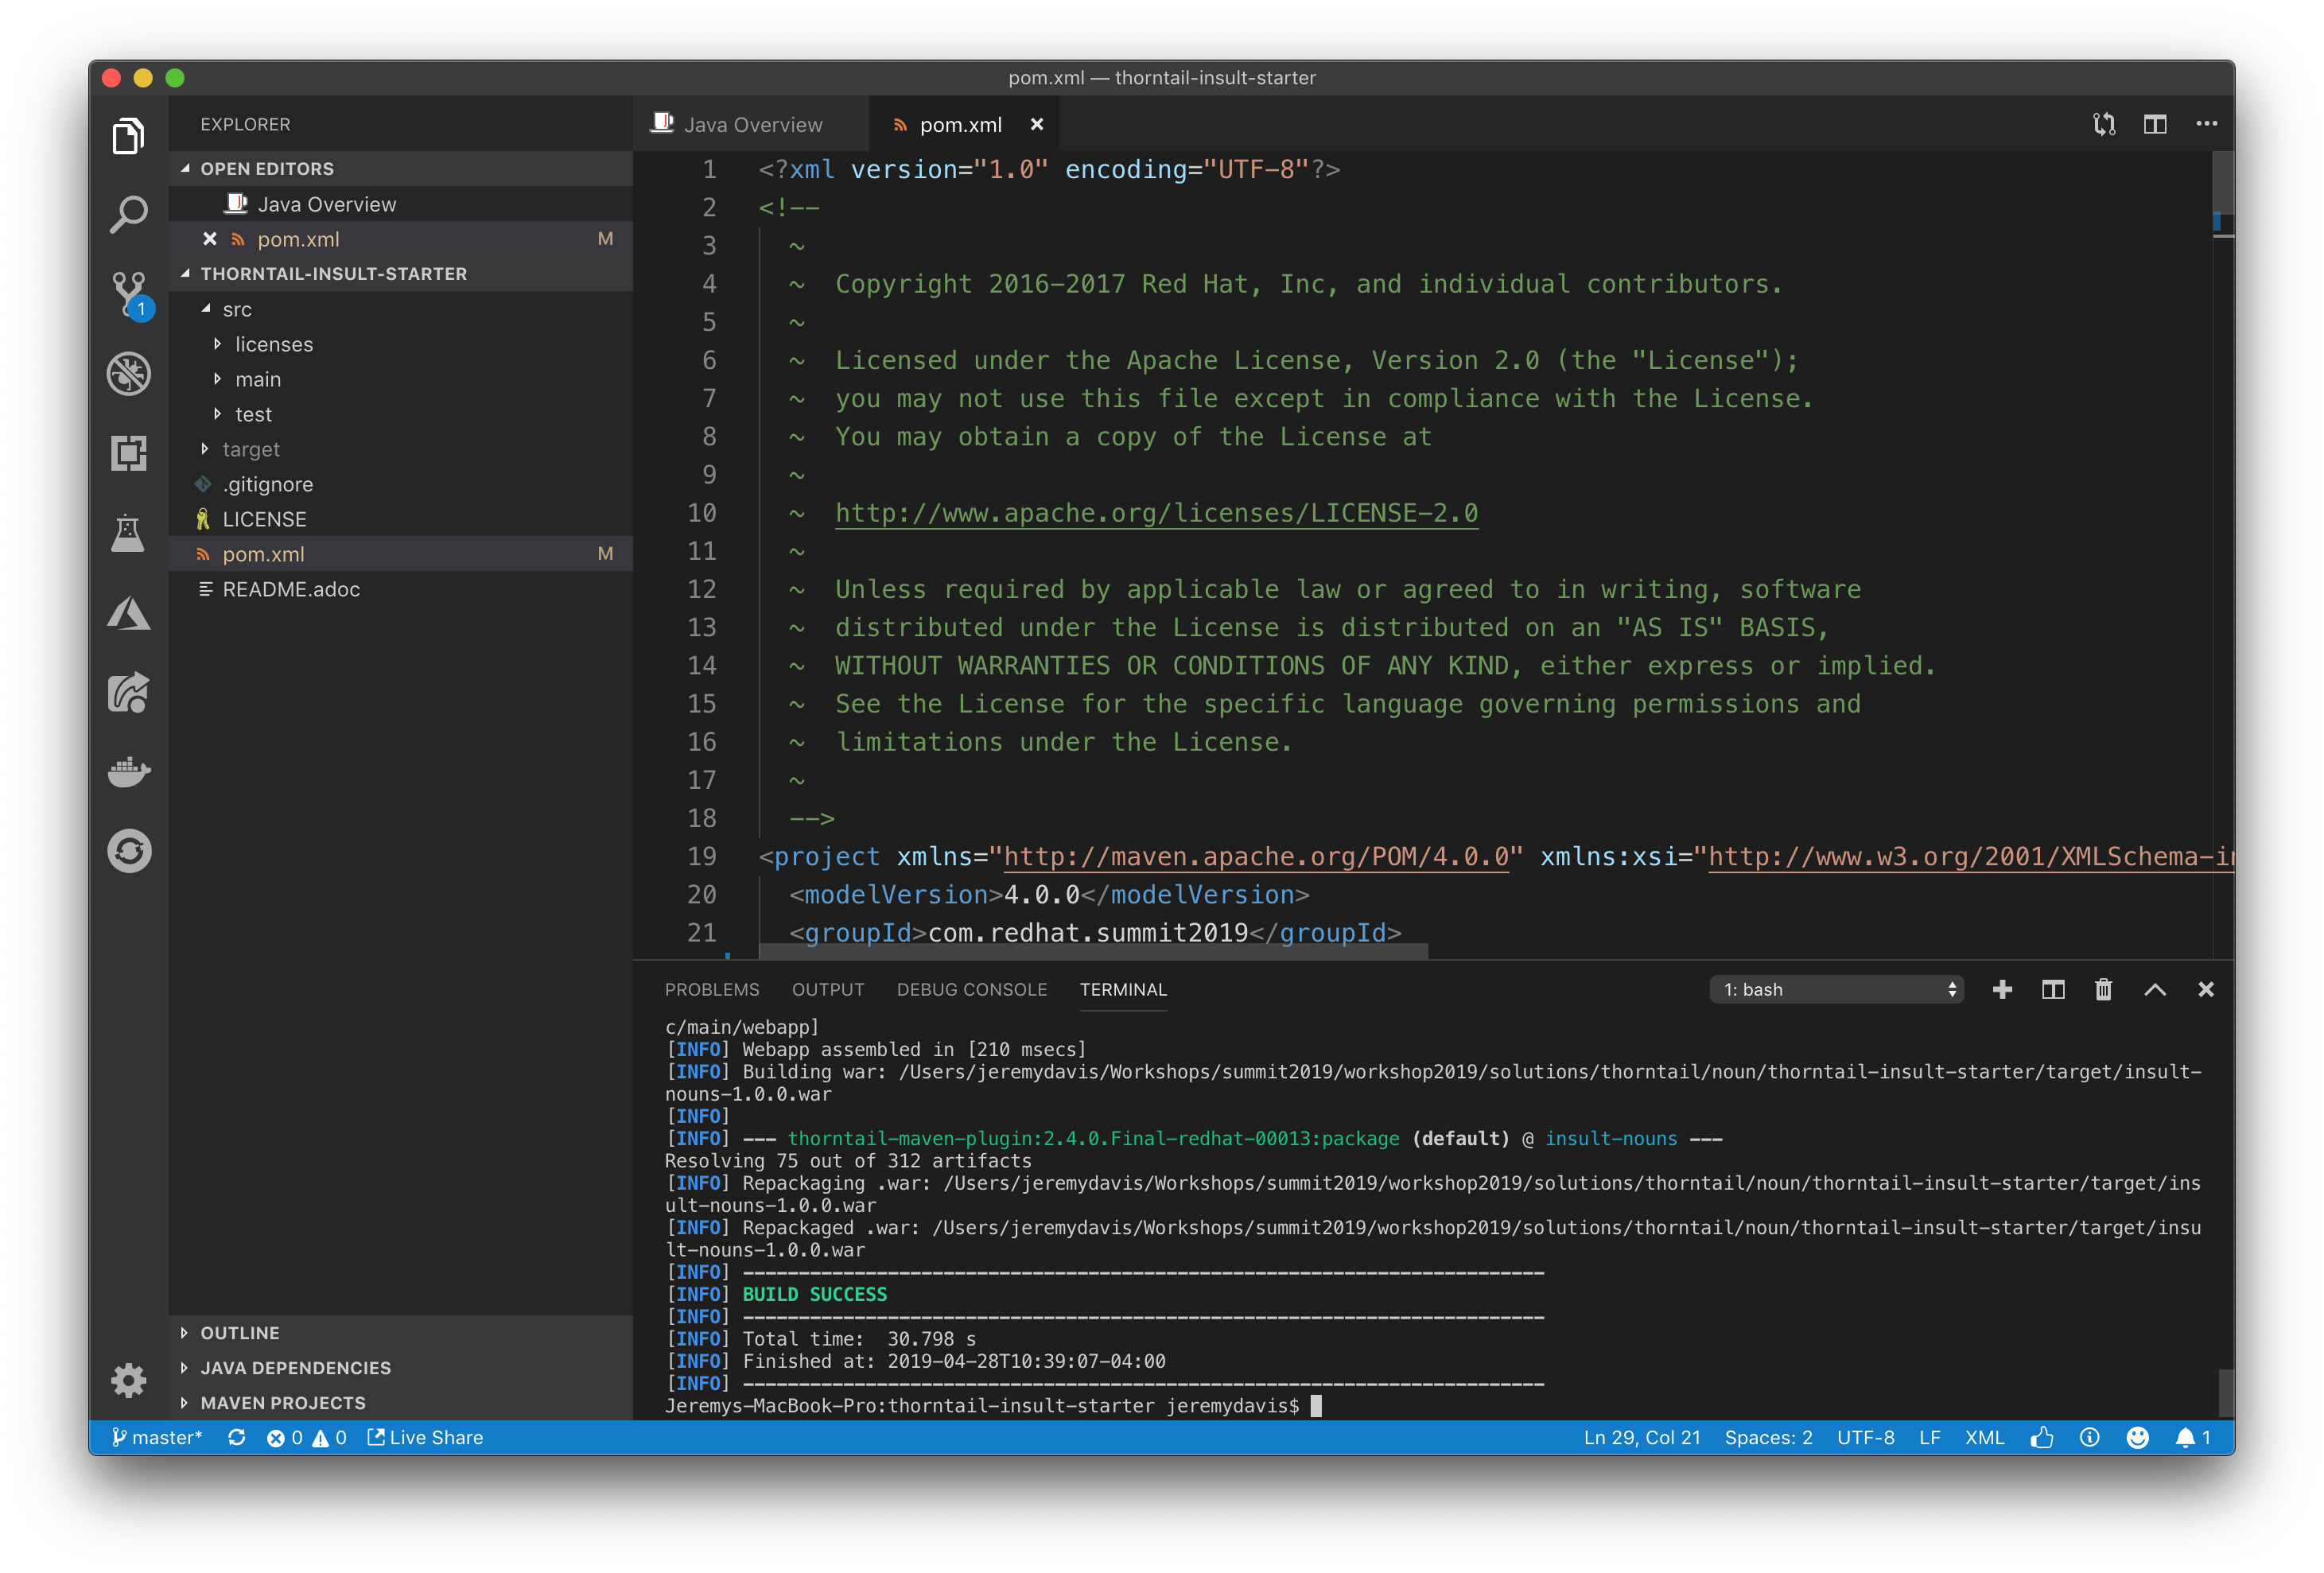 pom.xml — thorntail-insult-starter
EXPLORER
OPEN EDITORS
Java Overview
pom.xml M
THORNTAIL-INSULT-STARTER
src
licenses
main
test
target
.gitignore
LICENSE
pom.xml M
README.adoc
OUTLINE
JAVA DEPENDENCIES
MAVEN PROJECTS
1
Java Overview pom.xml
1 <?xml version="1.0" encoding="UTF-8"?>
2 <!--
3 ~
4 ~ Copyright 2016-2017 Red Hat, Inc, and individual contributors.
5 ~
6 ~ Licensed under the Apache License, Version 2.0 (the "License");
7 ~ you may not use this file except in compliance with the License.
8 ~ You may obtain a copy of the License at
9 ~
10 ~ http://www.apache.org/licenses/LICENSE-2.0
11 ~
12 ~ Unless required by applicable law or agreed to in writing, software
13 ~ distributed under the License is distributed on an "AS IS" BASIS,
14 ~ WITHOUT WARRANTIES OR CONDITIONS OF ANY KIND, either express or implied.
15 ~ See the License for the specific language governing permissions and
16 ~ limitations under the License.
17 ~
18 -->
19 <project xmlns="http://maven.apache.org/POM/4.0.0" xmlns:xsi="http://www.w3.org/2001/XMLSchema-in
20 <modelVersion>4.0.0</modelVersion>
21 <groupId>com.redhat.summit2019</groupId>
PROBLEMS OUTPUT DEBUG CONSOLE TERMINAL 1: bash
c/main/webapp]
[INFO] Webapp assembled in [210 msecs]
[INFO] Building war: /Users/jeremydavis/Workshops/summit2019/workshop2019/solutions/thorntail/noun/thorntail-insult-starter/target/insult-
nouns-1.0.0.war
[INFO]
[INFO] --- thorntail-maven-plugin:2.4.0.Final-redhat-00013:package (default) @ insult-nouns ---
Resolving 75 out of 312 artifacts
[INFO] Repackaging .war: /Users/jeremydavis/Workshops/summit2019/workshop2019/solutions/thorntail/noun/thorntail-insult-starter/target/ins
ult-nouns-1.0.0.war
[INFO] Repackaged .war: /Users/jeremydavis/Workshops/summit2019/workshop2019/solutions/thorntail/noun/thorntail-insult-starter/target/insu
lt-nouns-1.0.0.war
[INFO] ------------------------------------------------------------------------
[INFO] BUILD SUCCESS
[INFO] ------------------------------------------------------------------------
[INFO] Total time:  30.798 s
[INFO] Finished at: 2019-04-28T10:39:07-04:00
[INFO] ------------------------------------------------------------------------
Jeremys-MacBook-Pro:thorntail-insult-starter jeremydavis$
master* 0 0 Live Share Ln 29, Col 21 Spaces: 2 UTF-8 LF XML 1